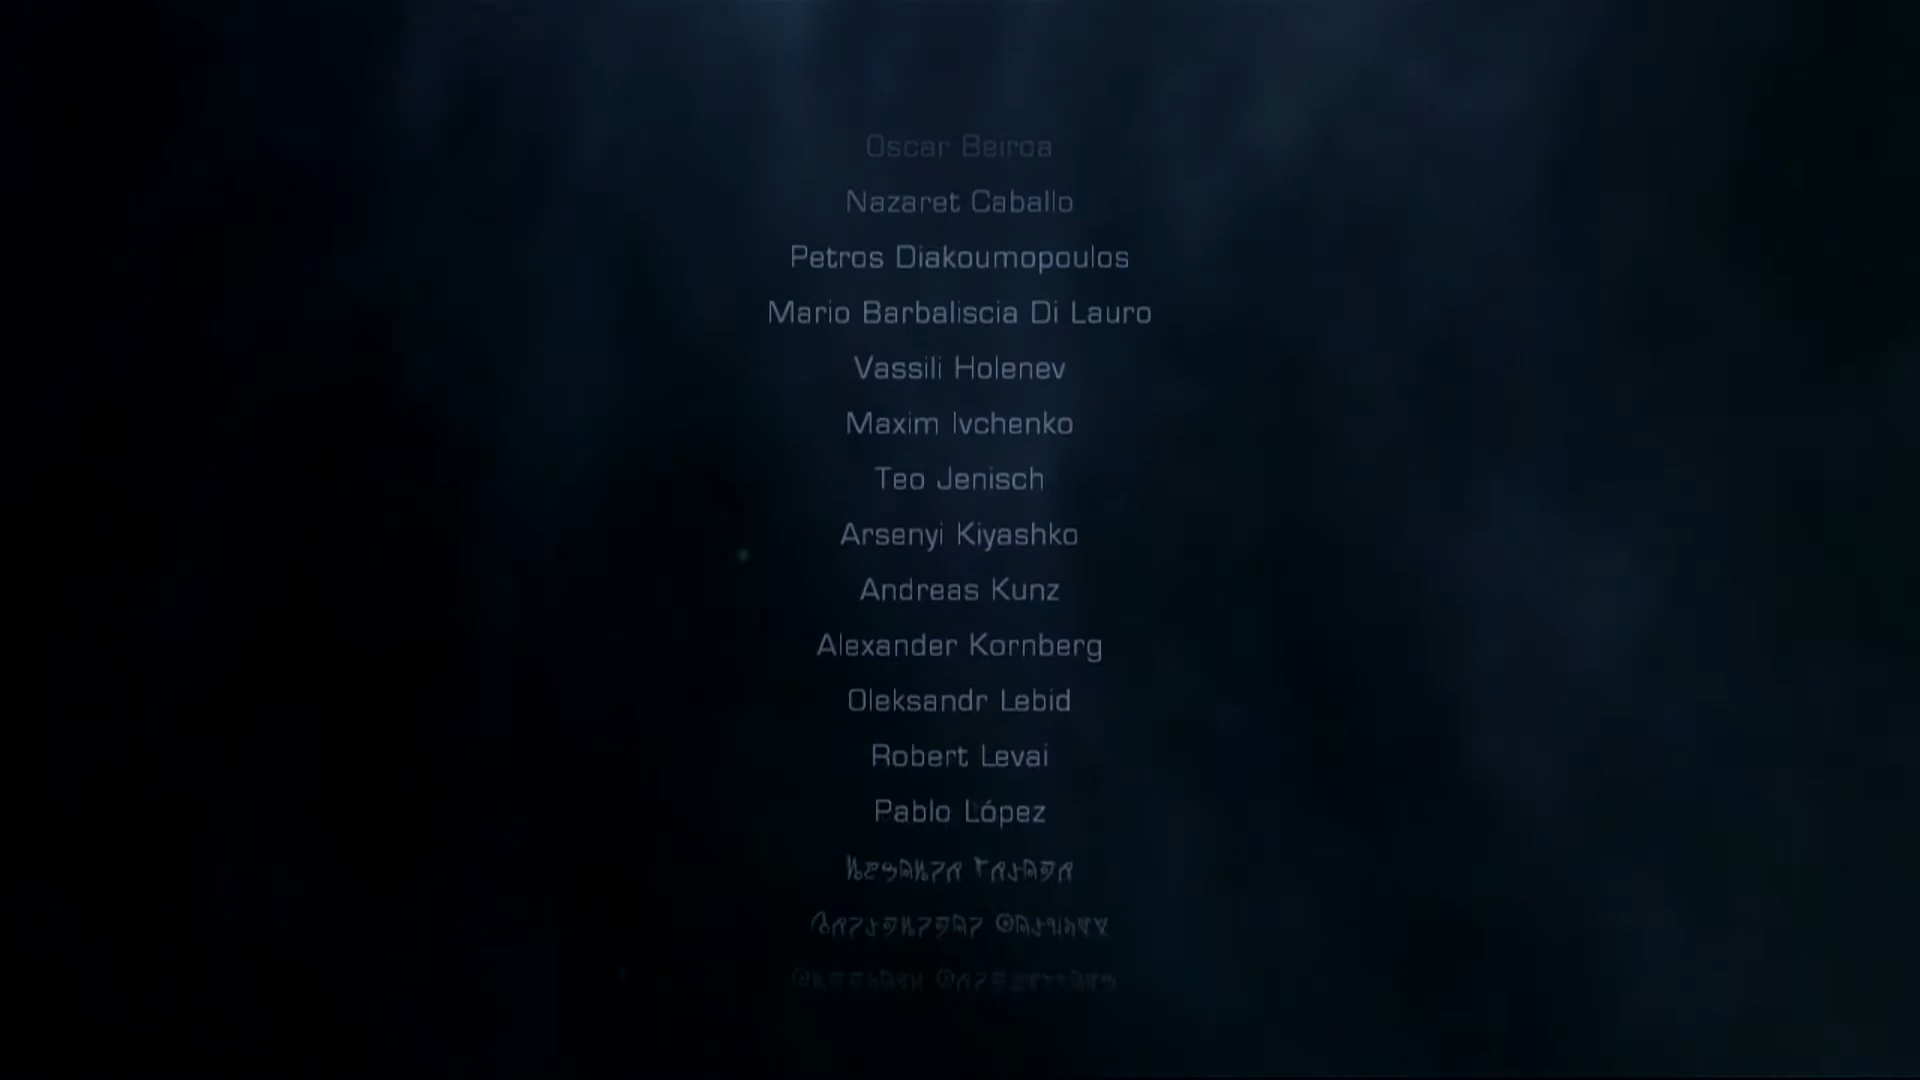 Oscar Beiroa
Nazaret Caballo
Petros Diakoumopoulos
Mario Barbaliscia Di Lauro
Vassili Holenev
Maxim Ivchenko
Teo Jenisch
Arsenyi Kiyashko
Andreas Kunz
Alexander Kornberg
Oleksandr Lebid
Robert Levai
Pablo López